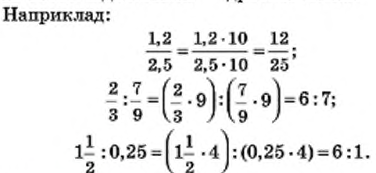 Наприклад:
1,2/2,5 = 1,2·10/2,5·10 = 12/25;
2/3 : 7/9 = (2/3 · 9) : (7/9 · 9) = 6 : 7;
1 1/2 : 0,25 = (1 1/2 · 4) : (0,25 · 4) = 6 : 1.